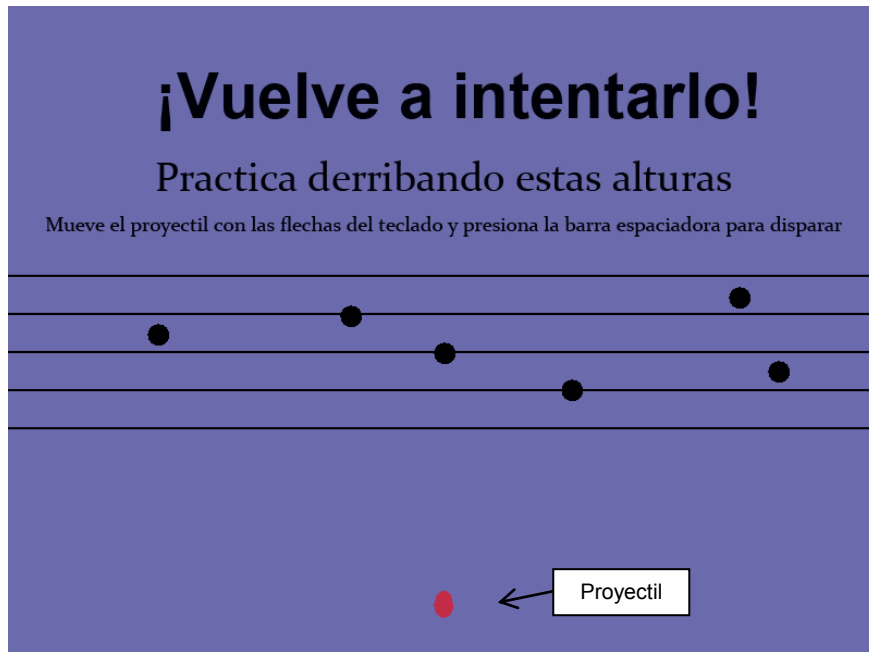 ¡Vuelve a intentarlo!
Practica derribando estas alturas
Mueve el proyectil con las flechas del teclado y presiona la barra espaciadora para disparar
Proyectil